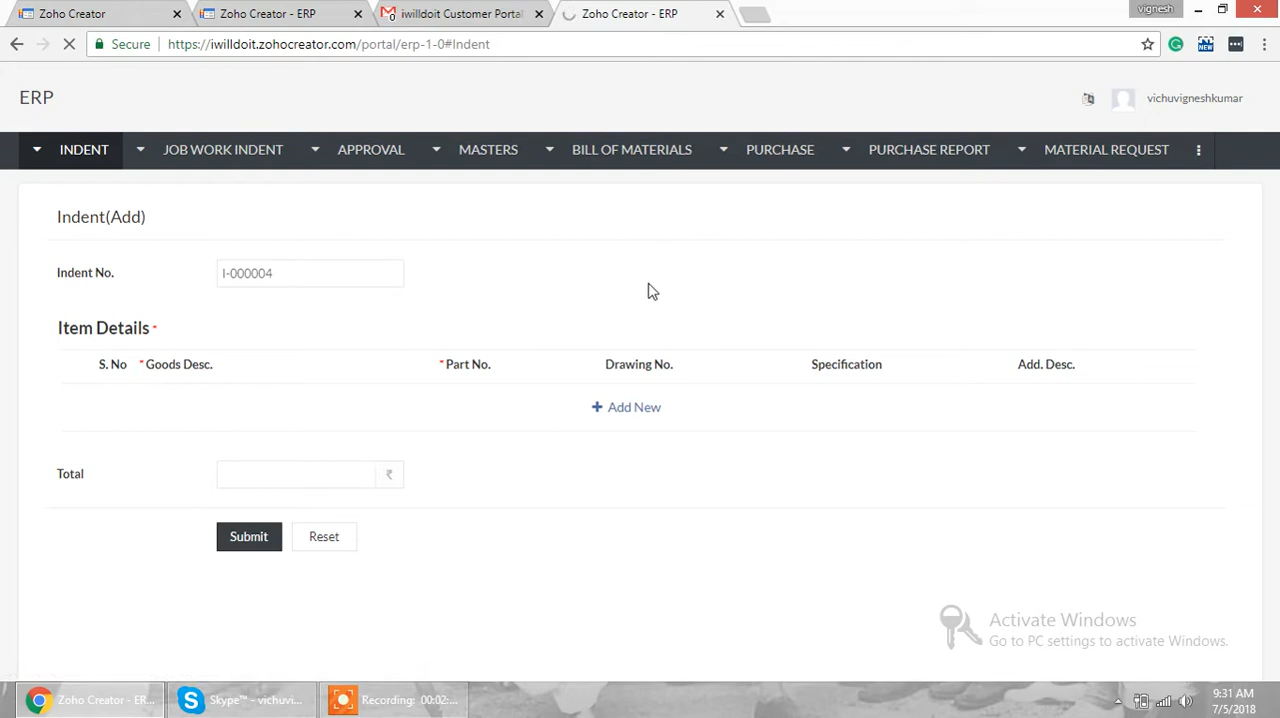 Zoho Creator
Zoho Creator - ERP
iwilldoit Customer Porta
Zoho Creator - ERP
vignesh
Secure
https://iwilldoit.zohocreator.com/portal/erp-1-0#Indent
NEW
ERP
vichuvigneshkumar
INDENT
JOB WORK INDENT
APPROVAL
MASTERS
BILL OF MATERIALS
PURCHASE
PURCHASE REPORT
MATERIAL REQUEST
Indent(Add)
Indent No.
I-000004
Item Details *
S. No
* Goods Desc.
* Part No.
Drawing No.
Specification
Add. Desc.
+ Add New
Total
₹
Submit
Reset
Activate Windows
Go to PC settings to activate Windows.
Zoho Creator - ER...
Skype™ - vichuvi...
Recording: 00:02:...
9:31 AM
7/5/2018